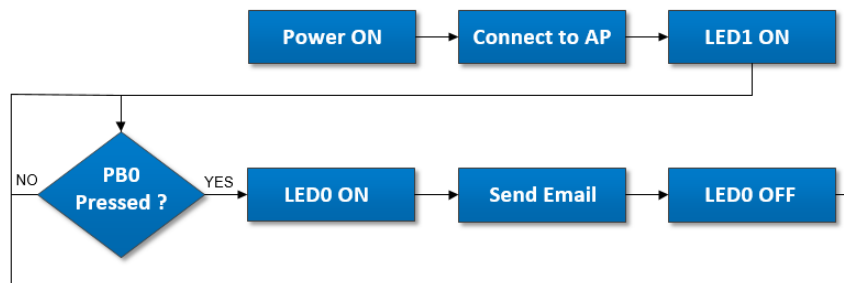 Power ON
Connect to AP
LED1 ON
PB0
Pressed ?
NO
YES
LED0 ON
Send Email
LED0 OFF